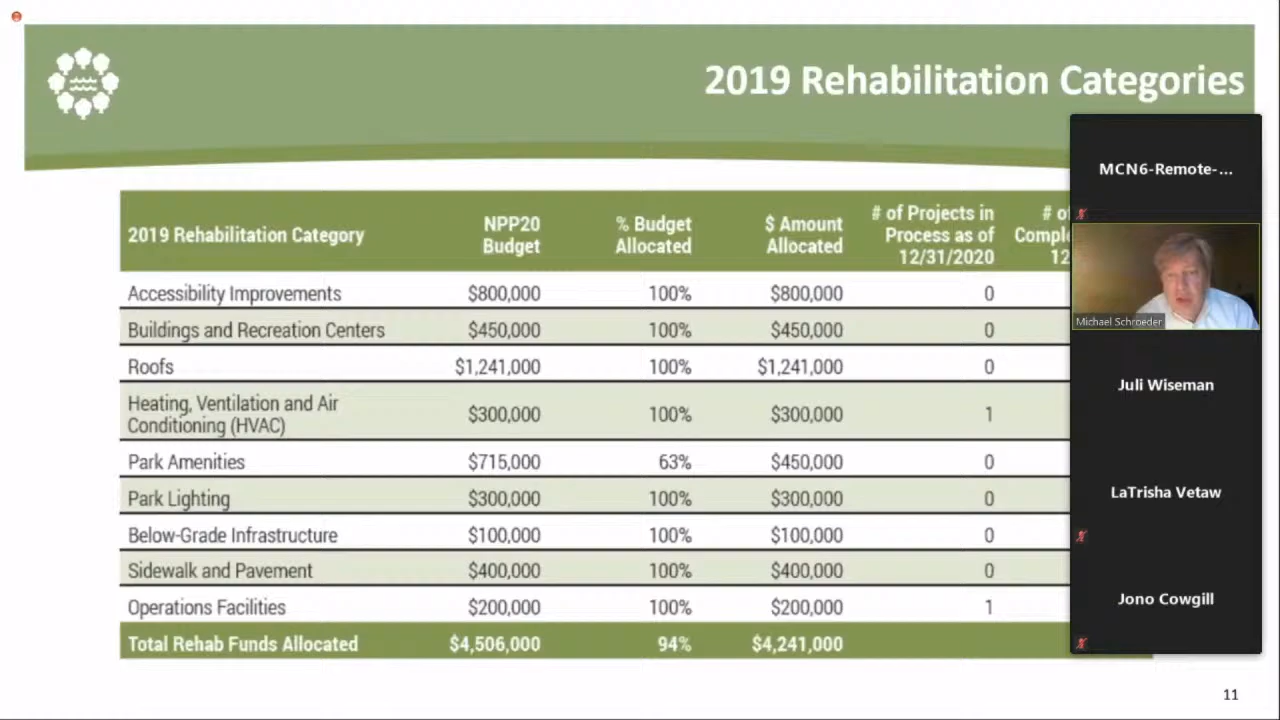 2019 Rehabilitation Categories
2019 Rehabilitation Category NPP20 Budget % Budget Allocated $ Amount Allocated # of Projects in Process as of 12/31/2020
Accessibility Improvements $800,000 100% $800,000 0
Buildings and Recreation Centers $450,000 100% $450,000 0
Roofs $1,241,000 100% $1,241,000 0
Heating, Ventilation and Air Conditioning (HVAC) $300,000 100% $300,000 1
Park Amenities $715,000 63% $450,000 0
Park Lighting $300,000 100% $300,000 0
Below-Grade Infrastructure $100,000 100% $100,000 0
Sidewalk and Pavement $400,000 100% $400,000 0
Operations Facilities $200,000 100% $200,000 1
Total Rehab Funds Allocated $4,506,000 94% $4,241,000
MCN6-Remote-...
Michael Schroeder
Juli Wiseman
LaTrisha Vetaw
Jono Cowgill
11